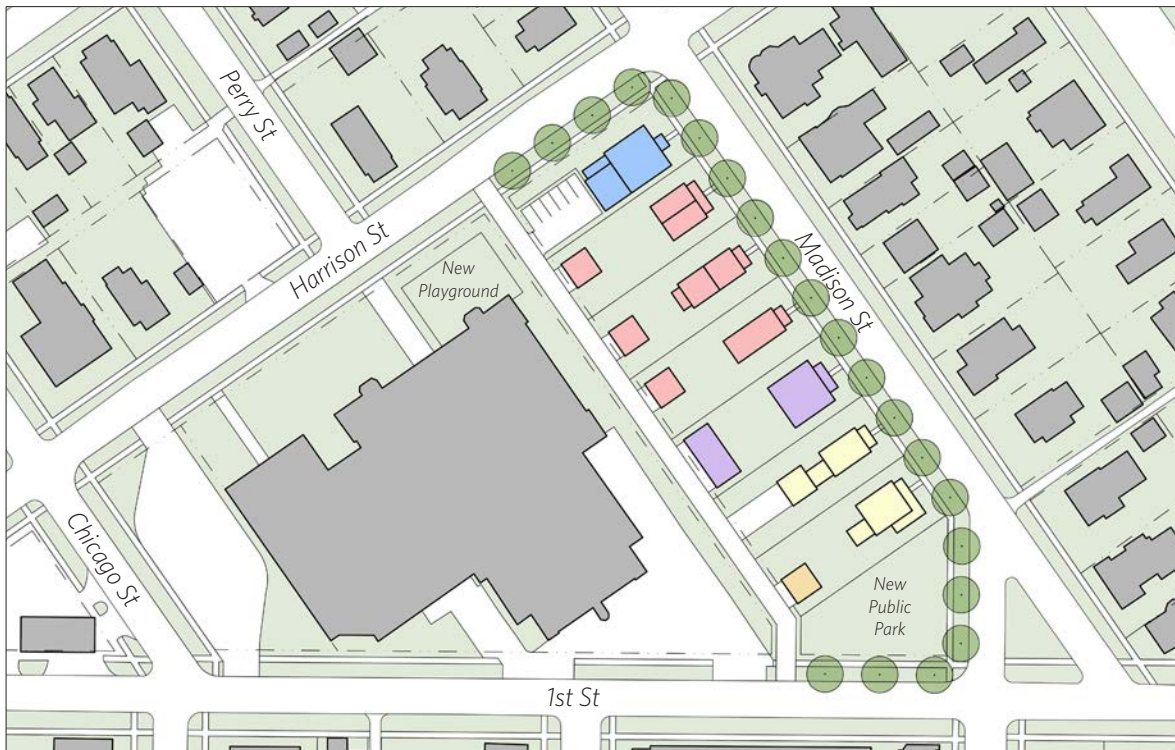 Perry St
Harrison St
New
Playground
Madison St
Chicago St
New
Public
Park
1st St